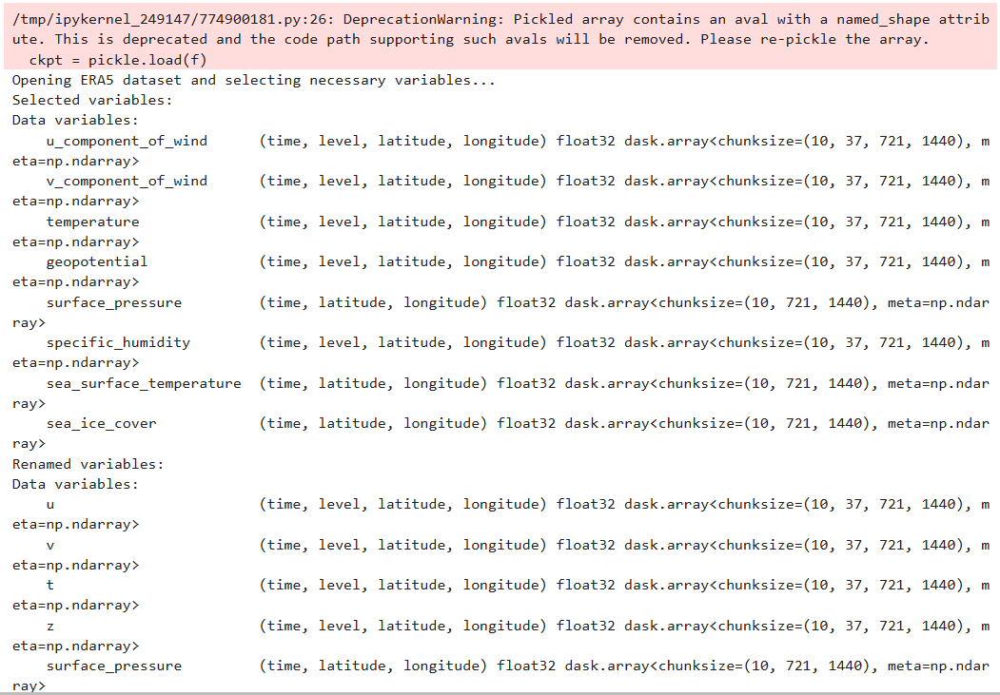 /tmp/ipykernel_249147/774900181.py:26: DeprecationWarning: Pickled array contains an aval with a named_shape attrib
ute. This is deprecated and the code path supporting such avals will be removed. Please re-pickle the array.
  ckpt = pickle.load(f)
Opening ERA5 dataset and selecting necessary variables...
Selected variables:
Data variables:
    u_component_of_wind      (time, level, latitude, longitude) float32 dask.array<chunksize=(10, 37, 721, 1440), m
eta=np.ndarray>
    v_component_of_wind      (time, level, latitude, longitude) float32 dask.array<chunksize=(10, 37, 721, 1440), m
eta=np.ndarray>
    temperature              (time, level, latitude, longitude) float32 dask.array<chunksize=(10, 37, 721, 1440), m
eta=np.ndarray>
    geopotential             (time, level, latitude, longitude) float32 dask.array<chunksize=(10, 37, 721, 1440), m
eta=np.ndarray>
    surface_pressure         (time, latitude, longitude) float32 dask.array<chunksize=(10, 721, 1440), meta=np.ndar
ray>
    specific_humidity        (time, level, latitude, longitude) float32 dask.array<chunksize=(10, 37, 721, 1440), m
eta=np.ndarray>
    sea_surface_temperature  (time, latitude, longitude) float32 dask.array<chunksize=(10, 721, 1440), meta=np.ndar
ray>
    sea_ice_cover            (time, latitude, longitude) float32 dask.array<chunksize=(10, 721, 1440), meta=np.ndar
ray>
Renamed variables:
Data variables:
    u                        (time, level, latitude, longitude) float32 dask.array<chunksize=(10, 37, 721, 1440), m
eta=np.ndarray>
    v                        (time, level, latitude, longitude) float32 dask.array<chunksize=(10, 37, 721, 1440), m
eta=np.ndarray>
    t                        (time, level, latitude, longitude) float32 dask.array<chunksize=(10, 37, 721, 1440), m
eta=np.ndarray>
    z                        (time, level, latitude, longitude) float32 dask.array<chunksize=(10, 37, 721, 1440), m
eta=np.ndarray>
    surface_pressure         (time, latitude, longitude) float32 dask.array<chunksize=(10, 721, 1440), meta=np.ndar
ray>